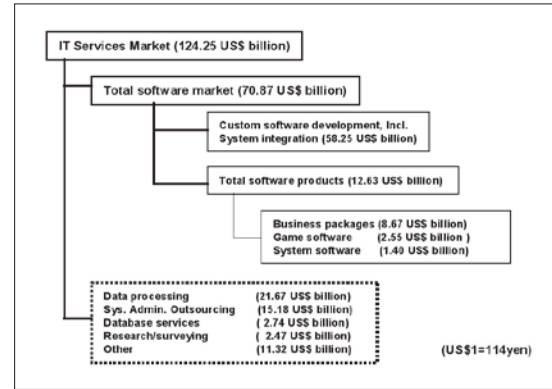 IT Services Market (124.25 US$ billion)
Total software market (70.87 US$ billion)
Custom software development, Incl.
System integration (58.25 US$ billion)
Total software products (12.63 US$ billion)
Business packages (8.67 US$ billion)
Game software (2.55 US$ billion )
System software (1.40 US$ billion)
Data processing (21.67 US$ billion)
Sys. Admin. Outsourcing (15.18 US$ billion)
Database services ( 2.74 US$ billion)
Research/surveying ( 2.47 US$ billion)
Other (11.32 US$ billion)
(US$1=114yen)